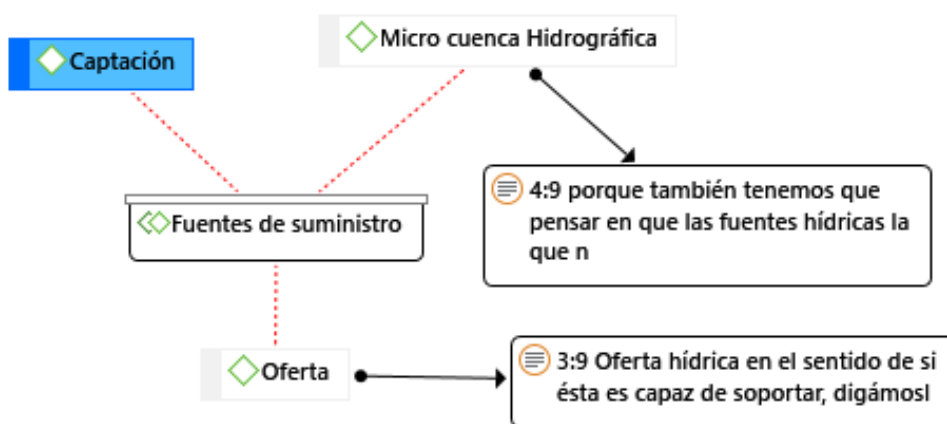 Captación
Micro cuenca Hidrográfica
4:9 porque también tenemos que
pensar en que las fuentes hídricas la
que n
Fuentes de suministro
Oferta
3:9 Oferta hídrica en el sentido de si
ésta es capaz de soportar, digámosl